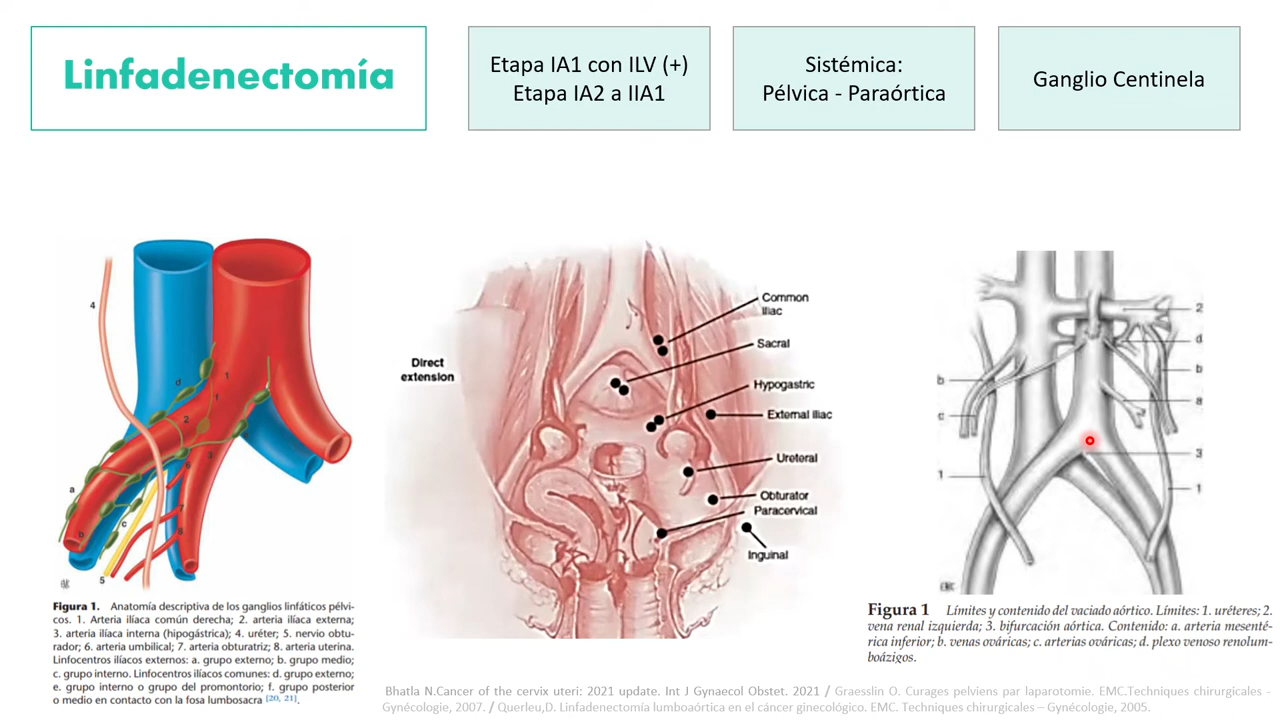 Linfadenectomía
Etapa IA1 con ILV (+)
Etapa IA2 a IIA1
Sistémica:
Pélvica - Paraórtica
Ganglio Centinela
4
d
1
f
2
3
6
a
7
c
8
b
5
Figura 1. Anatomía descriptiva de los ganglios linfáticos pélvi-
cos. 1. Arteria ilíaca común derecha; 2. arteria ilíaca externa;
3. arteria ilíaca interna (hipogástrica); 4. uréter; 5. nervio obtu-
rador; 6. arteria umbilical; 7. arteria obturatriz; 8. arteria uterina.
Linfocentros ilíacos externos: a. grupo externo; b. grupo medio;
c. grupo interno. Linfocentros ilíacos comunes: d. grupo externo;
e. grupo interno o grupo del promontorio; f. grupo posterior
o medio en contacto con la fosa lumbosacra [20, 21].
Direct
extension
Common
iliac
Sacral
Hypogastric
External iliac
Ureteral
Obturator
Paracervical
Inguinal
2
d
b
b
a
c
3
1
1
EMC
Figura 1 Límites y contenido del vaciado aórtico. Límites: 1. uréteres; 2.
vena renal izquierda; 3. bifurcación aórtica. Contenido: a. arteria mesenté-
rica inferior; b. venas ováricas; c. arterias ováricas; d. plexo venoso renolum-
boázigos.
Bhatla N.Cancer of the cervix uteri: 2021 update. Int J Gynaecol Obstet. 2021 / Graesslin O. Curages pelviens par laparotomie. EMC.Techniques chirurgicales -
Gynécologie, 2007. / Querleu,D. Linfadenectomía lumboaórtica en el cáncer ginecológico. EMC. Techniques chirurgicales – Gynécologie, 2005.